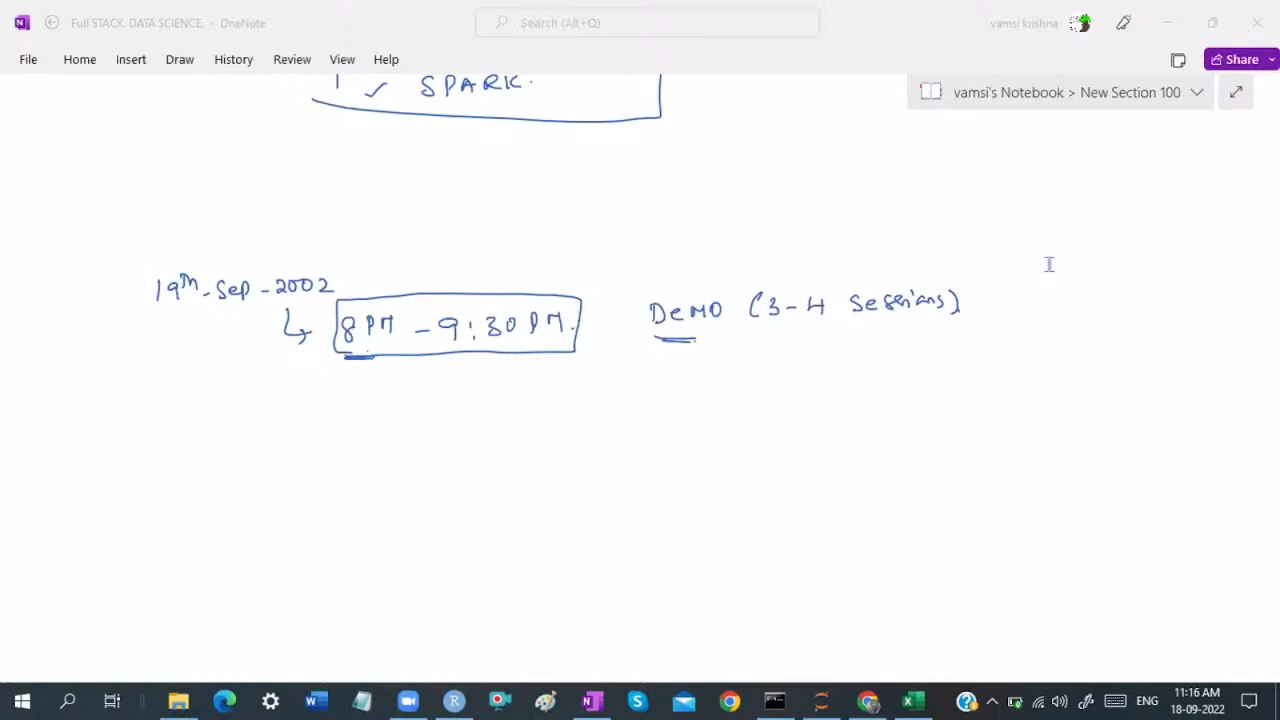 Full STACK. DATA SCIENCE. - OneNote
Search (Alt+Q)
vamsi krishna
File Home Insert Draw History Review View Help
Share
vamsi's Notebook > New Section 100
SPARK.
19th - Sep - 2002
8 PM - 9:30 PM.
DeMO (3-4 Sessions)
ENG
11:16 AM
18-09-2022